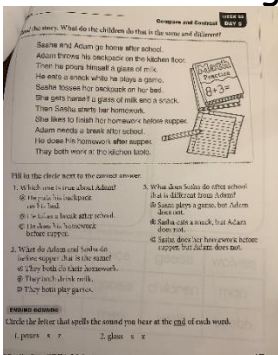 Compare and Contrast
DAY 5
the story. What do the children do that is the same and different?
Sasha and Adam go home after school.
Adam throws his backpack on the kitchen floor.
Then he pours himself a glass of milk.
He eats a snack while he plays a game.
Sasha tosses her backpack on her bed.
She gets herself a glass of milk and a snack.
Then Sasha starts her homework.
She likes to finish her homework before supper.
Adam needs a break after school.
He does his homework after supper.
They both work at the kitchen table.
Practice
8+3=
Fill in the circle next to the correct answer.
1. Which one is true about Adam?
Ⓐ He puts his backpack
on his bed.
Ⓑ He takes a break after school.
Ⓒ He does his homework
before supper.
2. What do Adam and Sasha do
before supper that is the same?
They both do their homework.
They both drink milk.
They both play games.
3. What does Sasha do after school
that is different from Adam?
Sasha plays a game, but Adam
does not.
Sasha eats a snack, but Adam
does not.
Sasha does her homework before
supper, but Adam does not.
ENDING SOUNDS
Circle the letter that spells the sound you hear at the end of each word.
1. s z
2. glass s x